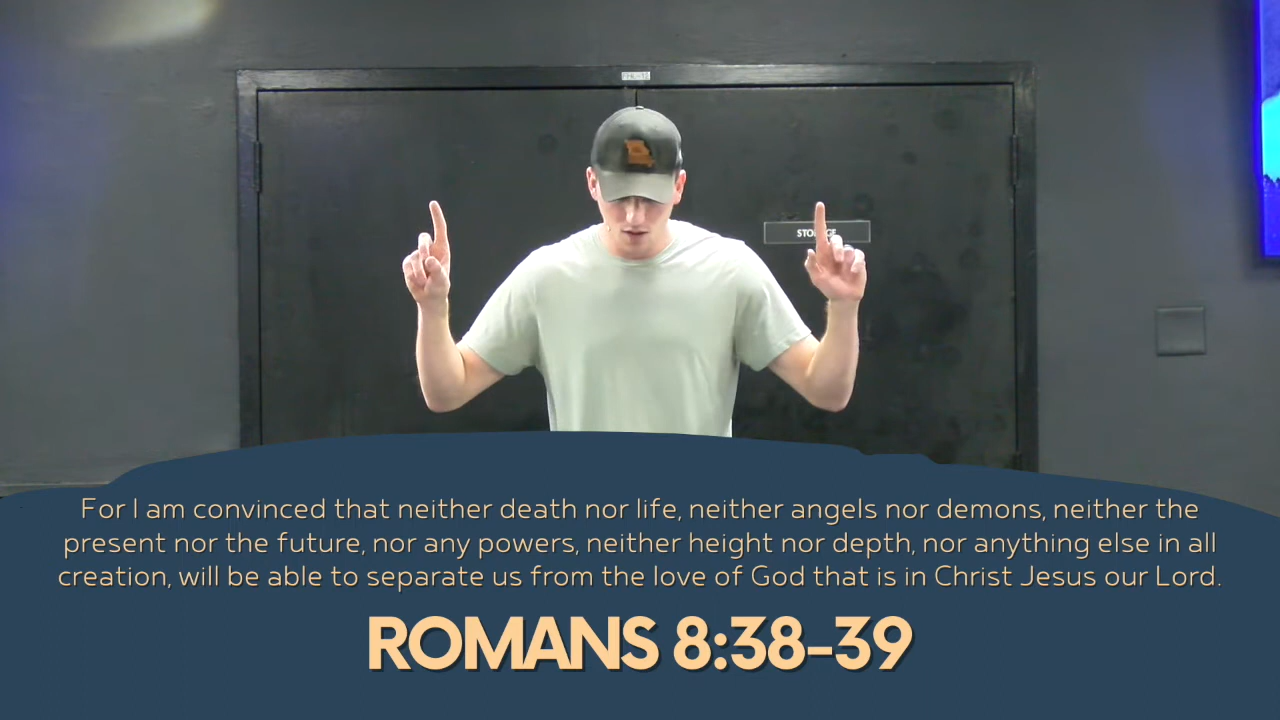 STORAGE
For I am convinced that neither death nor life, neither angels nor demons, neither the
present nor the future, nor any powers, neither height nor depth, nor anything else in all
creation, will be able to separate us from the love of God that is in Christ Jesus our Lord.
ROMANS 8:38-39